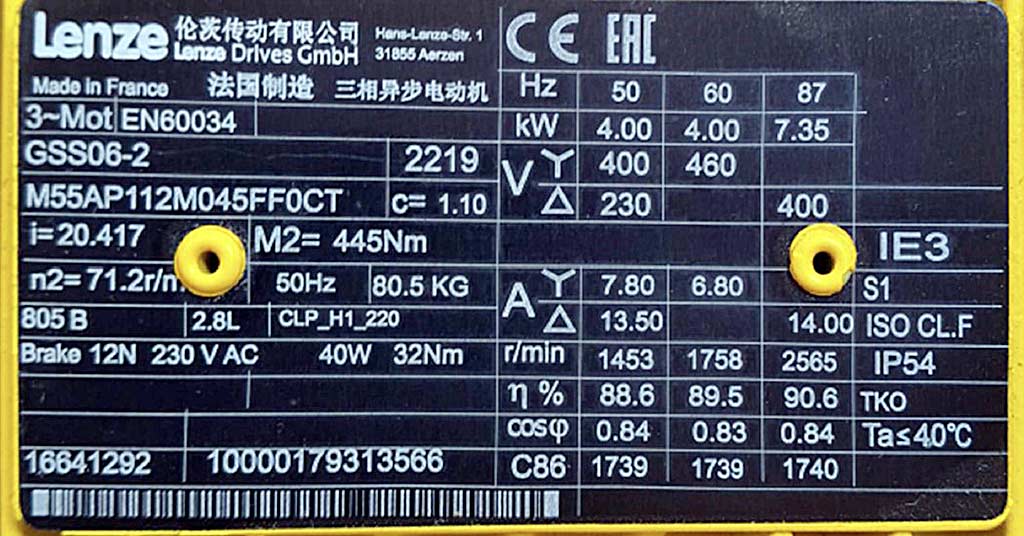 Lenze 伦茨传动有限公司 Hans-Lenze-Str. 1
Lenze Drives GmbH 31855 Aerzen
CE EAC
Made in France 法国制造 三相异步电动机
Hz 50 60 87
3~Mot EN60034
kW 4.00 4.00 7.35
GSS06-2 2219
V Y 400 460
M55AP112M045FF0CT c= 1.10
△ 230 400
i=20.417 M2= 445Nm
IE3
n2=71.2r/m 50Hz 80.5 KG
A Y 7.80 6.80 S1
805 B 2.8L CLP_H1_220
△ 13.50 14.00 ISO CL.F
Brake 12N 230 V AC 40W 32Nm
r/min 1453 1758 2565 IP54
η % 88.6 89.5 90.6 TKO
cosφ 0.84 0.83 0.84 Ta≤40°C
16641292 10000179313566
C86 1739 1739 1740